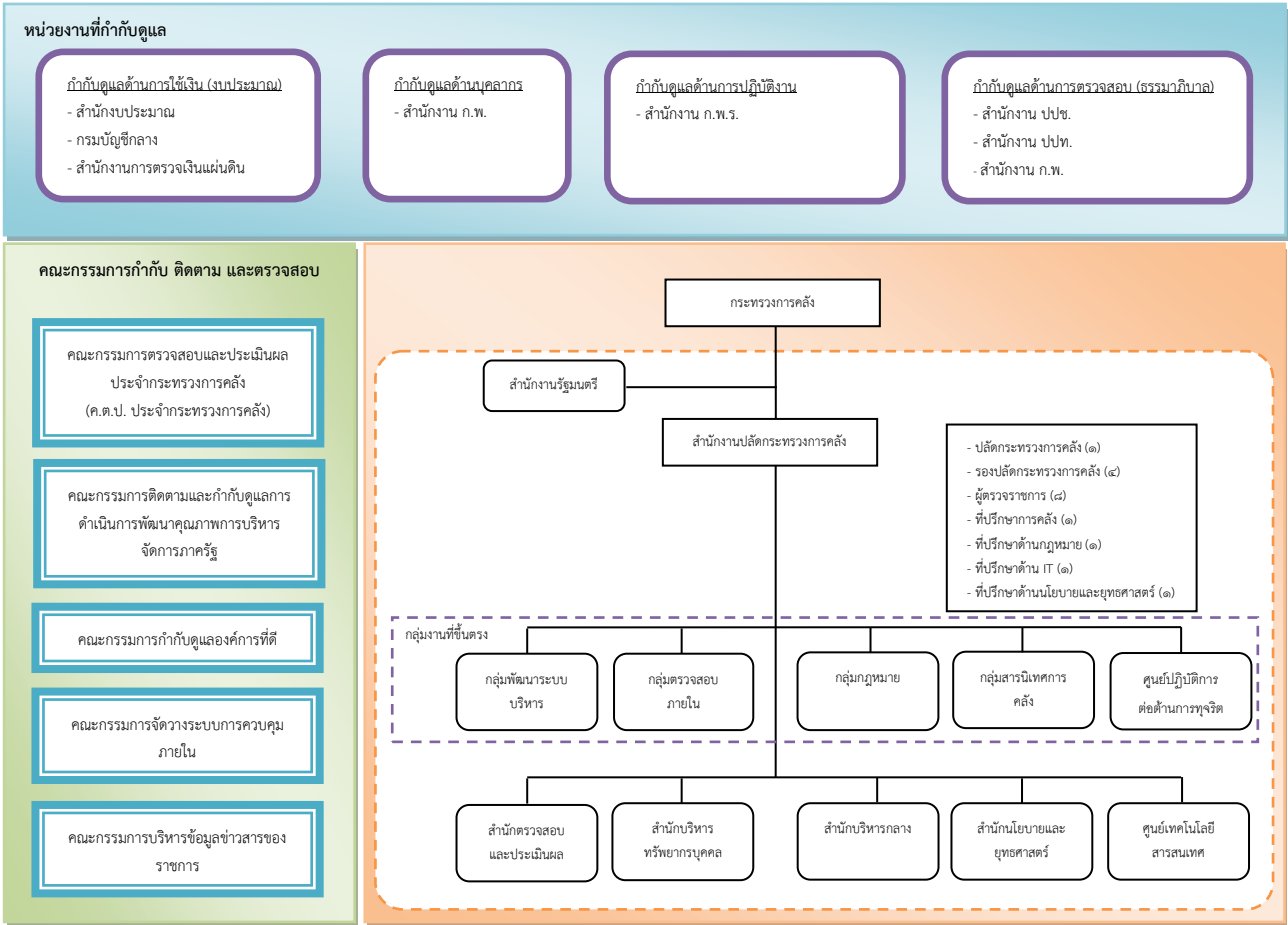 หน่วยงานที่กำกับดูแล
กำกับดูแลด้านการใช้เงิน (งบประมาณ)
- สำนักงบประมาณ
- กรมบัญชีกลาง
- สำนักงานการตรวจเงินแผ่นดิน
กำกับดูแลด้านบุคลากร
- สำนักงาน ก.พ.
กำกับดูแลด้านการปฏิบัติงาน
- สำนักงาน ก.พ.ร.
กำกับดูแลด้านการตรวจสอบ (ธรรมาภิบาล)
- สำนักงาน ปปช.
- สำนักงาน ปปท.
- สำนักงาน ก.พ.
คณะกรรมการกำกับ ติดตาม และตรวจสอบ
คณะกรรมการตรวจสอบและประเมินผล
ประจำกระทรวงการคลัง
(ค.ต.ป. ประจำกระทรวงการคลัง)
คณะกรรมการติดตามและกำกับดูแลการ
ดำเนินการพัฒนาคุณภาพการบริหาร
จัดการภาครัฐ
คณะกรรมการกำกับดูแลองค์การที่ดี
คณะกรรมการจัดวางระบบการควบคุม
ภายใน
คณะกรรมการบริหารข้อมูลข่าวสารของ
ราชการ
กระทรวงการคลัง
สำนักงานรัฐมนตรี
สำนักงานปลัดกระทรวงการคลัง
- ปลัดกระทรวงการคลัง (๑)
- รองปลัดกระทรวงการคลัง (๔)
- ผู้ตรวจราชการ (๘)
- ที่ปรึกษาการคลัง (๑)
- ที่ปรึกษาด้านกฎหมาย (๑)
- ที่ปรึกษาด้าน IT (๑)
- ที่ปรึกษาด้านนโยบายและยุทธศาสตร์ (๑)
กลุ่มงานที่ขึ้นตรง
กลุ่มพัฒนาระบบ
บริหาร
กลุ่มตรวจสอบ
ภายใน
กลุ่มกฎหมาย
กลุ่มสารนิเทศการ
คลัง
ศูนย์ปฏิบัติการ
ต่อต้านการทุจริต
สำนักตรวจสอบ
และประเมินผล
สำนักบริหาร
ทรัพยากรบุคคล
สำนักบริหารกลาง
สำนักนโยบายและ
ยุทธศาสตร์
ศูนย์เทคโนโลยี
สารสนเทศ